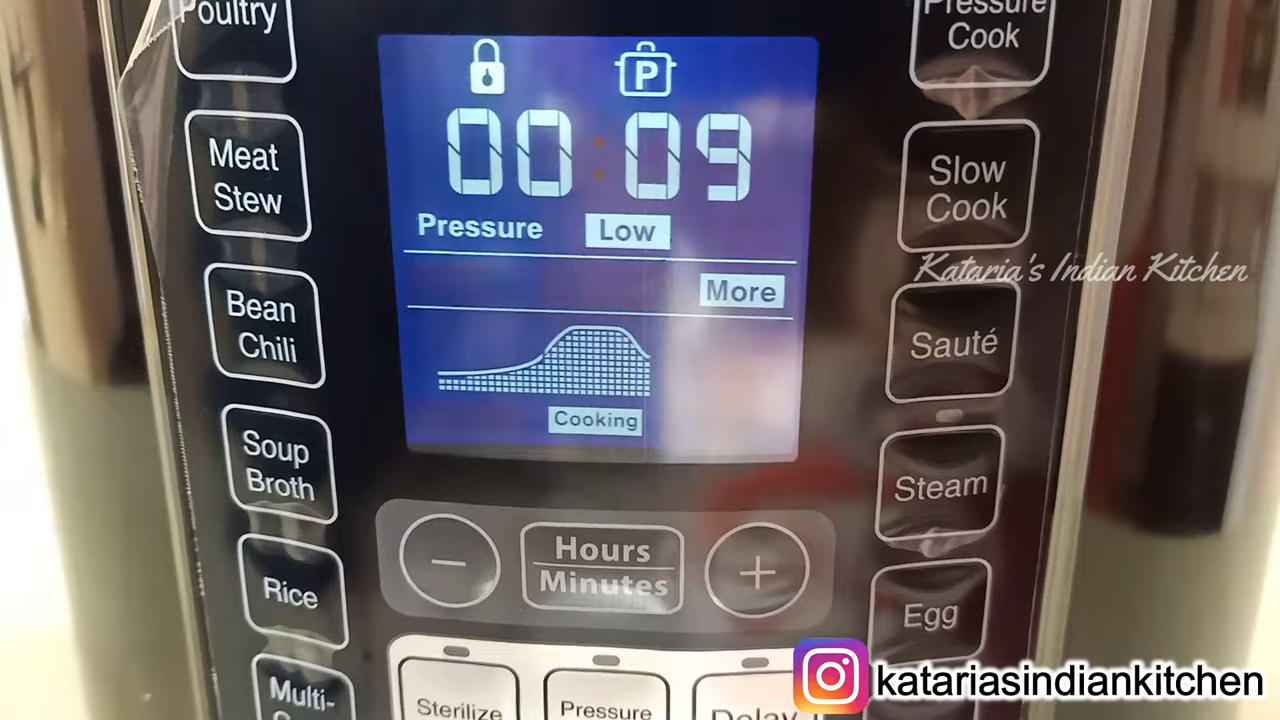 Poultry
Meat
Stew
Bean
Chili
Soup
Broth
Rice
Multi-
P
00:09
Pressure Low
More
Cooking
Hours
Minutes
Sterilize
Pressure
Delay
Pressure
Cook
Slow
Cook
Kataria's Indian Kitchen
Sauté
Steam
Egg
katariasindiankitchen